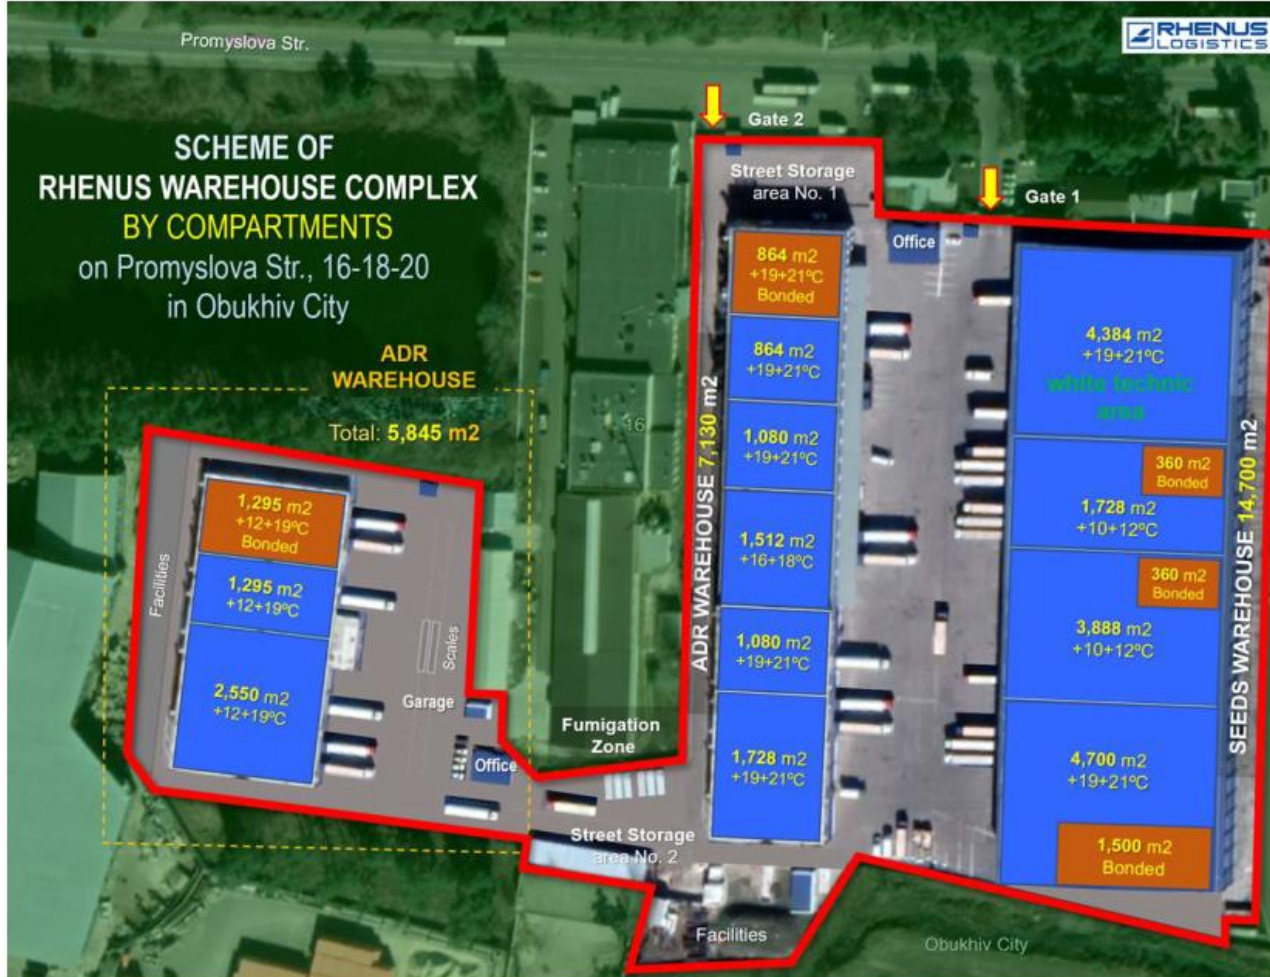 Promyslova Str.
RHENUS
LOGISTICS
SCHEME OF
RHENUS WAREHOUSE COMPLEX
BY COMPARTMENTS
on Promyslova Str., 16-18-20
in Obukhiv City
Gate 2
Gate 1
Street Storage
area No. 1
Office
ADR
WAREHOUSE
Total: 5,845 m2
Facilities
1,295 m2
+12+19ºC
Bonded
1,295 m2
+12+19ºC
2,550 m2
+12+19ºC
Scales
Garage
Office
16
Fumigation
Zone
Street Storage
area No. 2
Facilities
ADR WAREHOUSE 7,130 m2
864 m2
+19+21ºC
Bonded
864 m2
+19+21ºC
1,080 m2
+19+21ºC
1,512 m2
+16+18ºC
1,080 m2
+19+21ºC
1,728 m2
+19+21ºC
4,384 m2
+19+21ºC
white technic
area
360 m2
Bonded
1,728 m2
+10+12ºC
360 m2
Bonded
3,888 m2
+10+12ºC
4,700 m2
+19+21ºC
1,500 m2
Bonded
SEEDS WAREHOUSE 14,700 m2
Obukhiv City